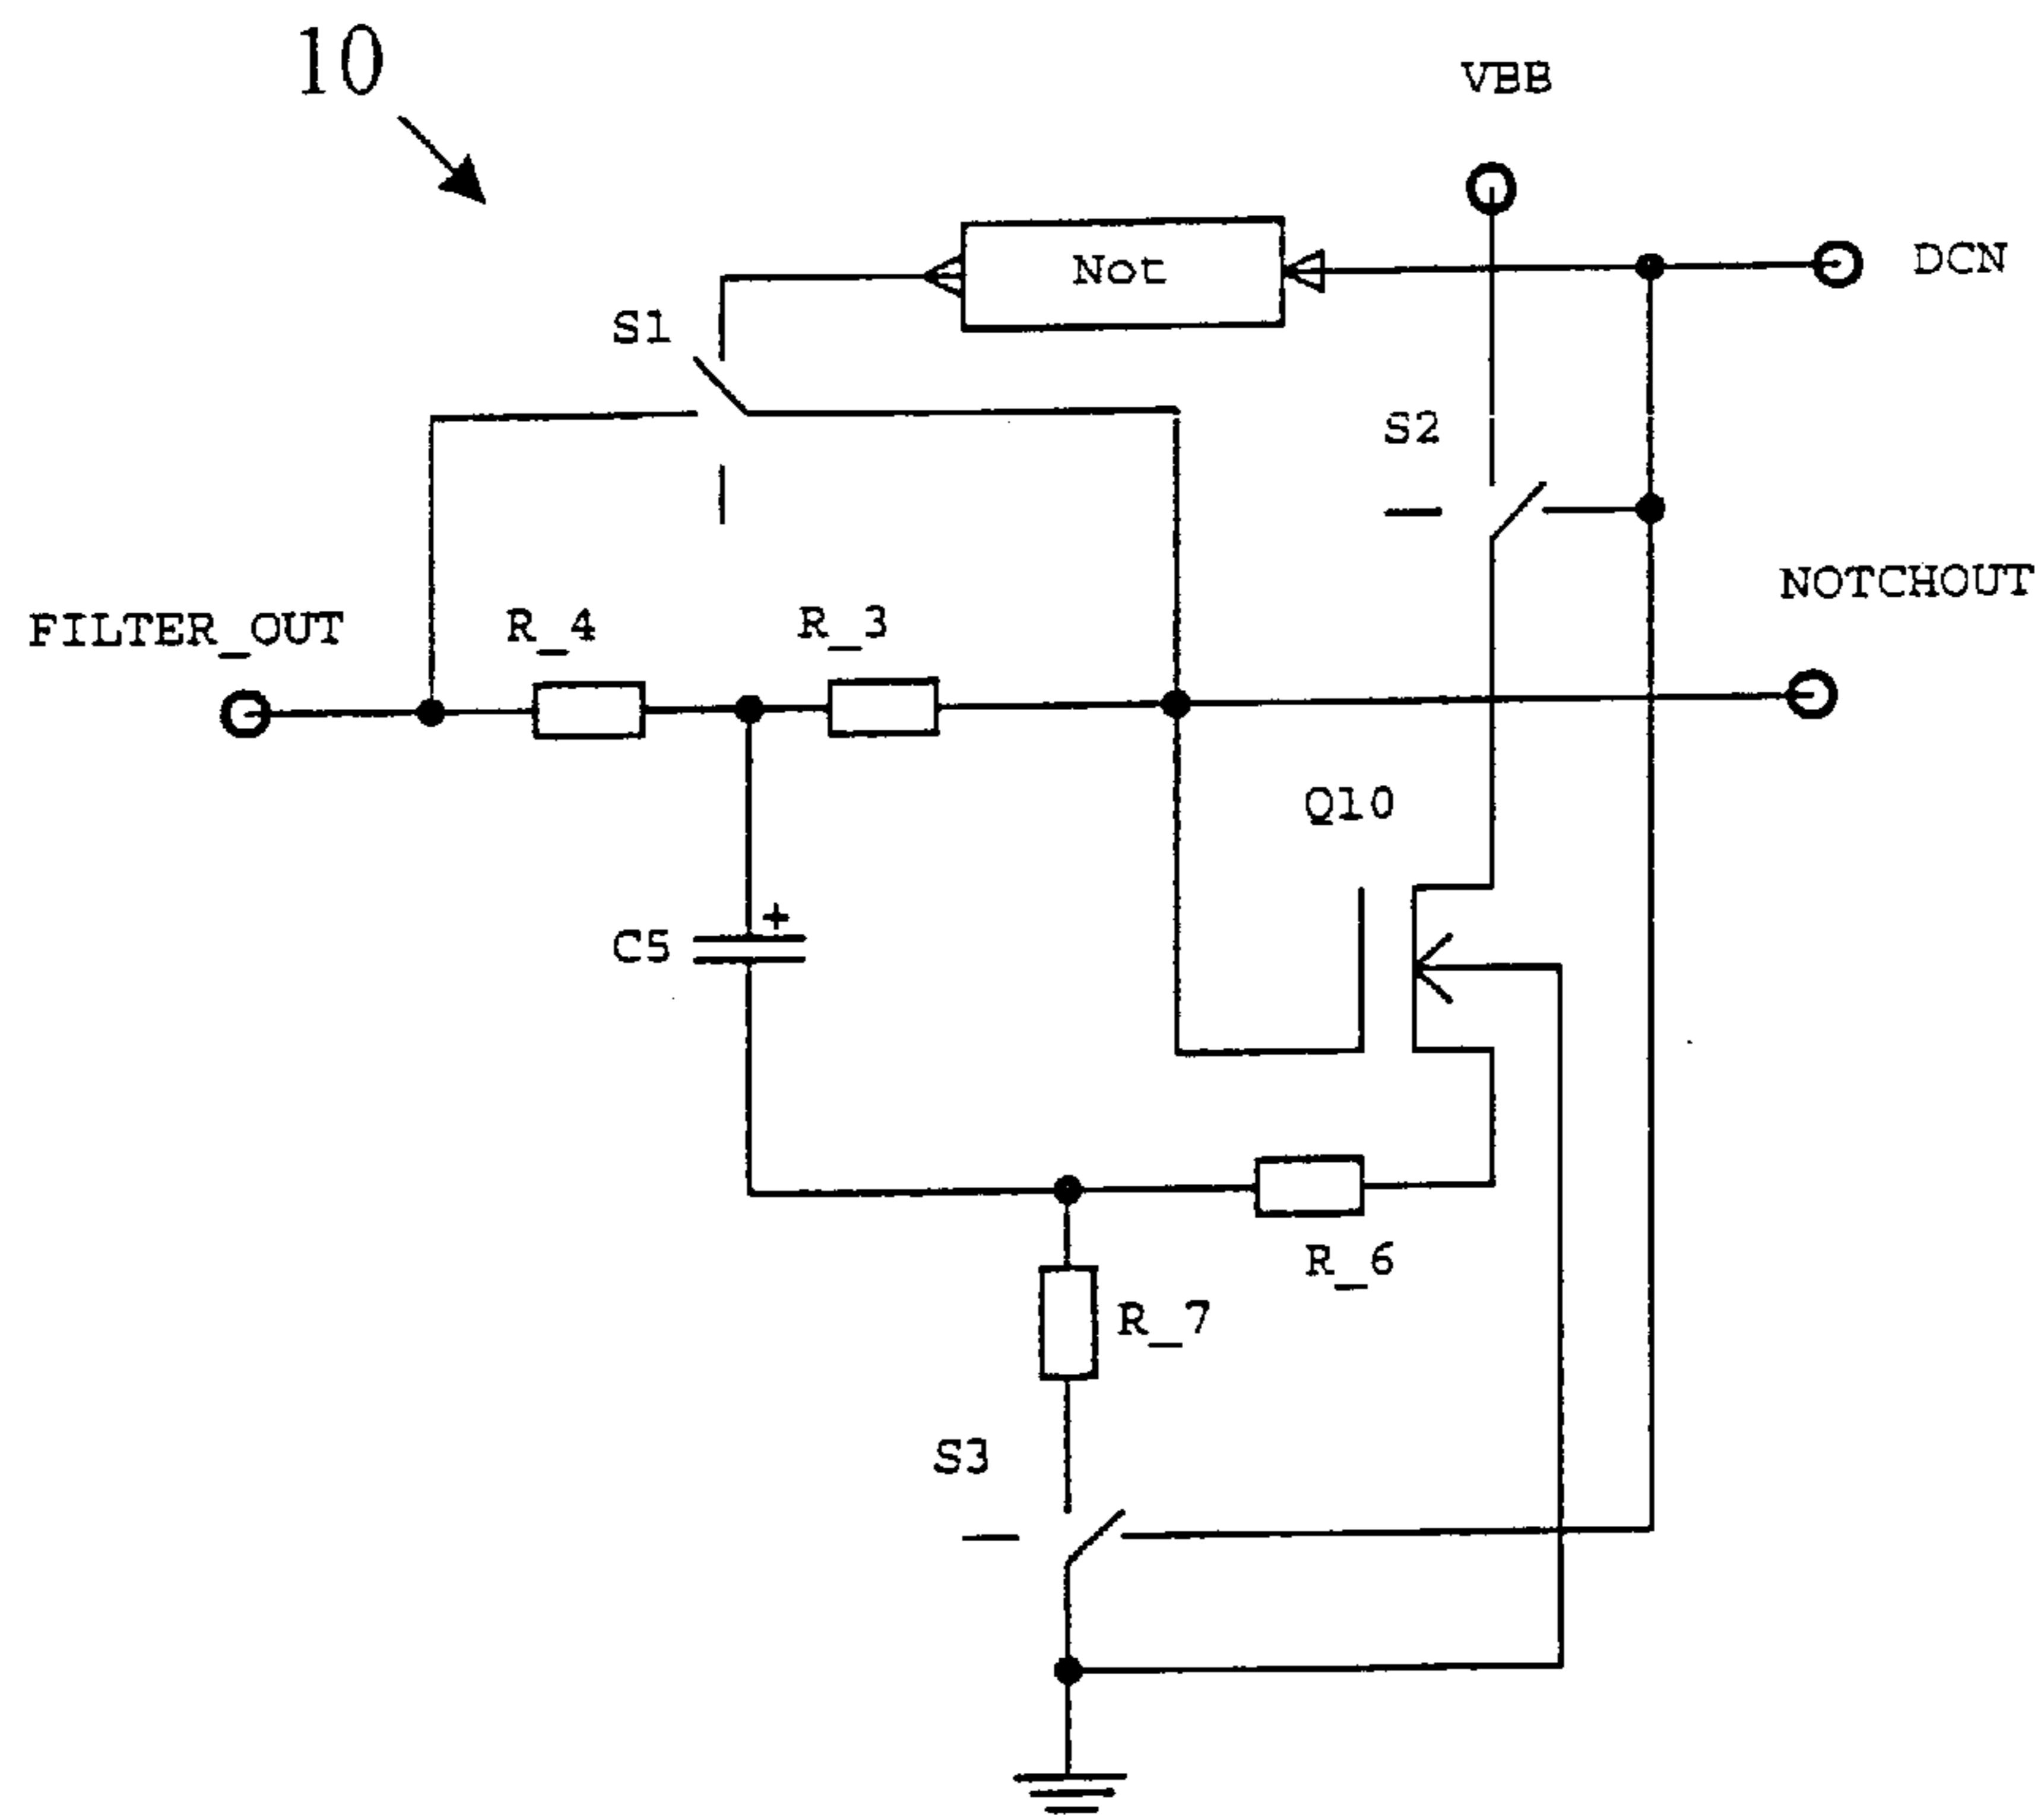 10
VBB
Not
DCN
S1
S2
NOTCHOUT
FILTER_OUT
R_4
R_3
Q10
+
C5
R_6
R_7
S3